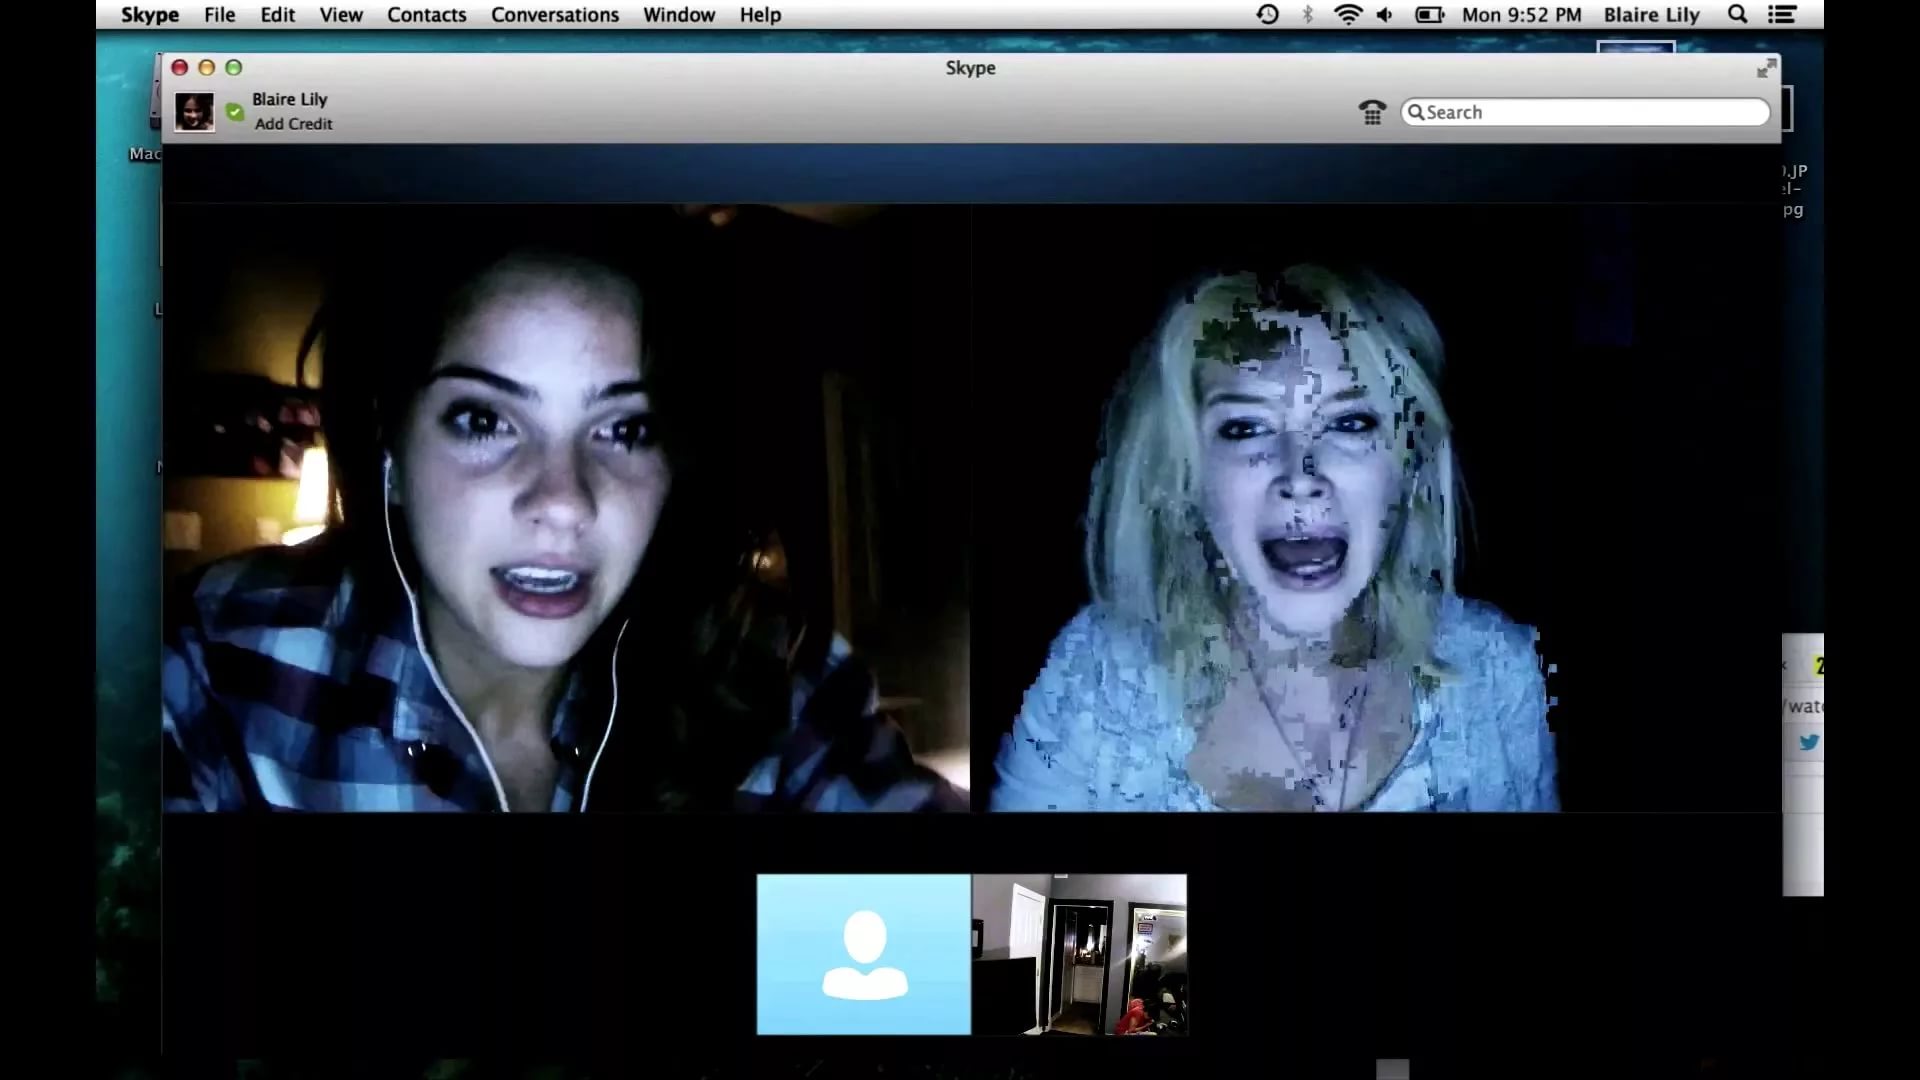 Skype File Edit View Contacts Conversations Window Help Mon 9:52 PM Blaire Lily
Skype
Blaire Lily
Add Credit
Search
Mac
).JP
el-
pg
/wat